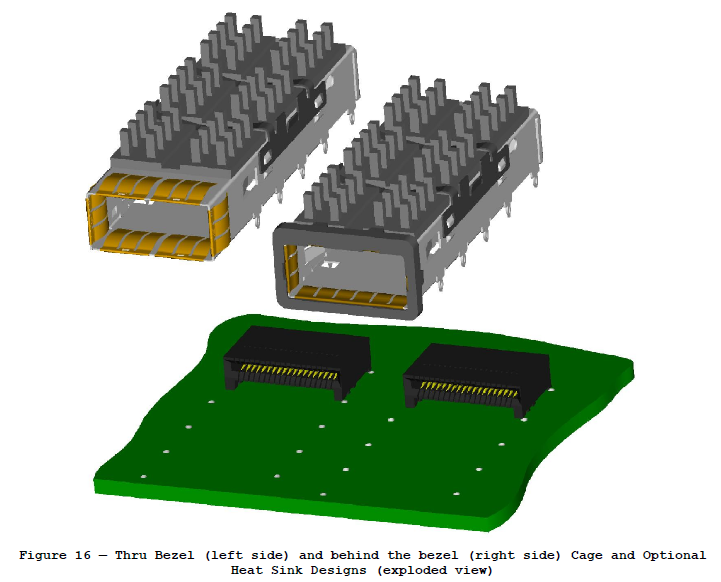 Figure 16 — Thru Bezel (left side) and behind the bezel (right side) Cage and Optional
Heat Sink Designs (exploded view)